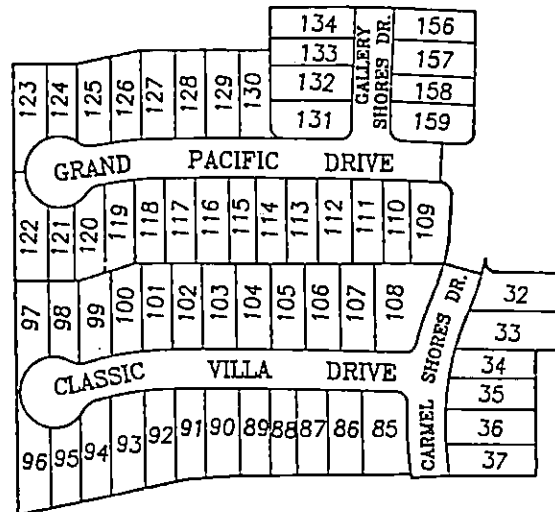 134
156
133
157
132
158
131
159
GALLERY
SHORES DR.
123 124 125 126 127 128 129 130
GRAND PACIFIC DRIVE
122 121 120 119 118 117 116 115 114 113 112 111 110 109
97 98 99 100 101 102 103 104 105 106 107 108
CARMEL SHORES DR.
32
33
34
35
36
37
CLASSIC VILLA DRIVE
96 95 94 93 92 91 90 89 88 87 86 85